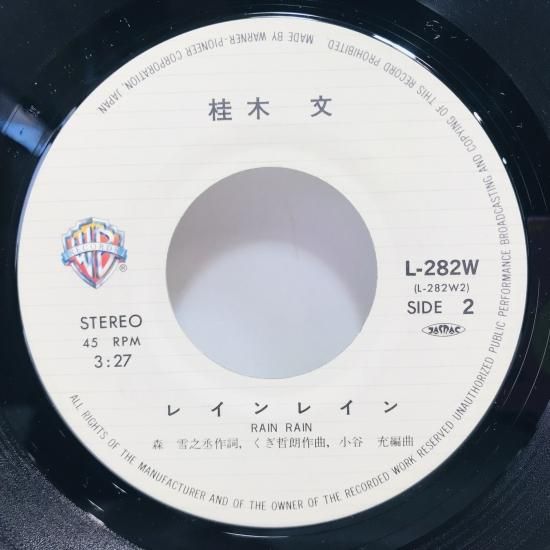 MADE BY WARNER-PIONEER CORPORATION, JAPAN
ALL RIGHTS OF THE MANUFACTURER AND OF THE OWNER OF THE RECORDED WORK RESERVED UNAUTHORIZED PUBLIC PERFORMANCE BROADCASTING AND COPYING OF THIS RECORD PROHIBITED.
桂木 文
WB
RECORDS
®
L-282W
(L-282W2)
SIDE 2
JASRAC
STEREO
45 RPM
3:27
レインレイン
RAIN RAIN
森 雪之丞作詞, くぎ哲朗作曲, 小谷 充編曲